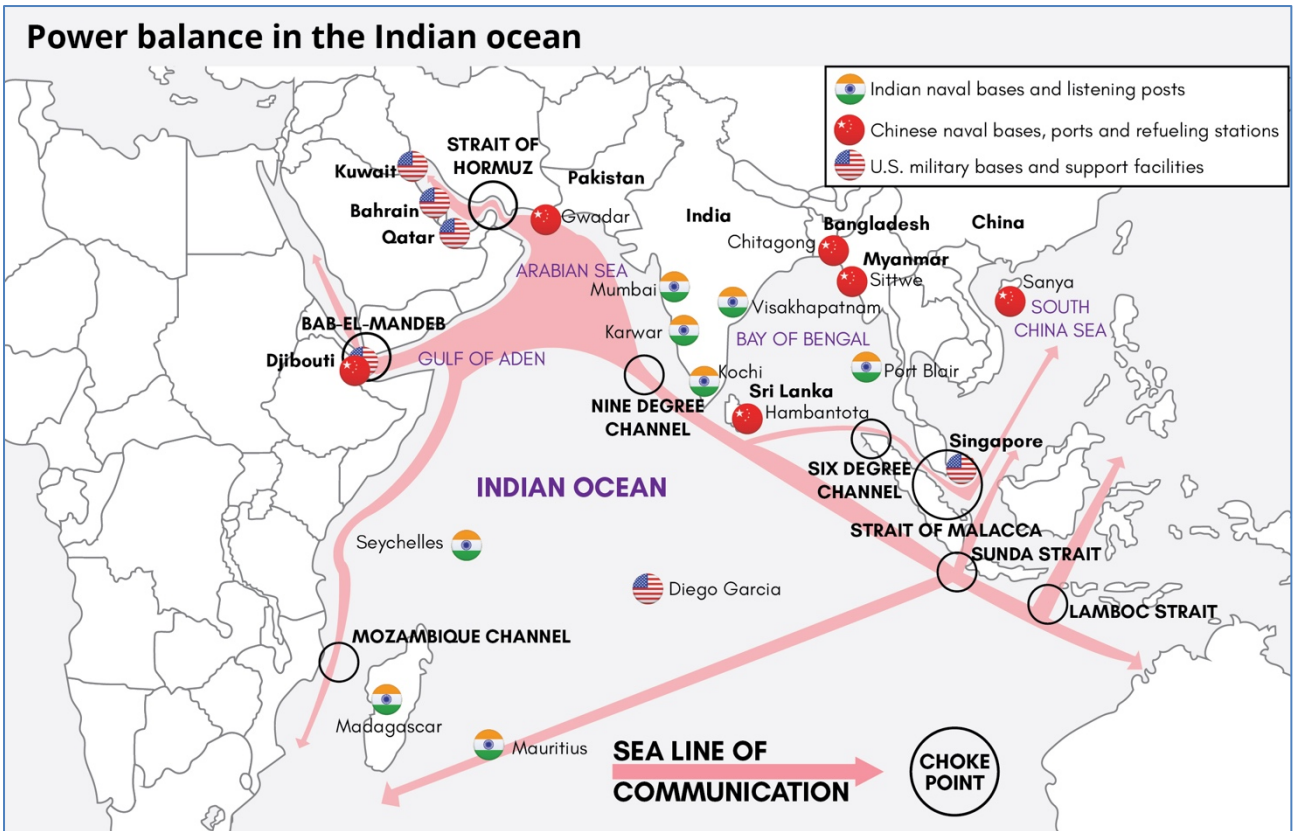 Power balance in the Indian ocean
Indian naval bases and listening posts
Chinese naval bases, ports and refueling stations
U.S. military bases and support facilities
STRAIT OF
HORMUZ
Kuwait
Pakistan
Bahrain
Gwadar
Qatar
India
Bangladesh
China
Chitagong
Myanmar
Sittwe
ARABIAN SEA
Mumbai
Sanya
SOUTH
CHINA SEA
Visakhapatnam
BAB-EL-MANDEB
Karwar
BAY OF BENGAL
Djibouti
GULF OF ADEN
Kochi
Port Blair
Sri Lanka
Hambantota
NINE DEGREE
CHANNEL
Singapore
SIX DEGREE
CHANNEL
INDIAN OCEAN
STRAIT OF MALACCA
SUNDA STRAIT
Seychelles
Diego Garcia
LAMBOC STRAIT
MOZAMBIQUE CHANNEL
Madagascar
Mauritius
SEA LINE OF
COMMUNICATION
CHOKE
POINT